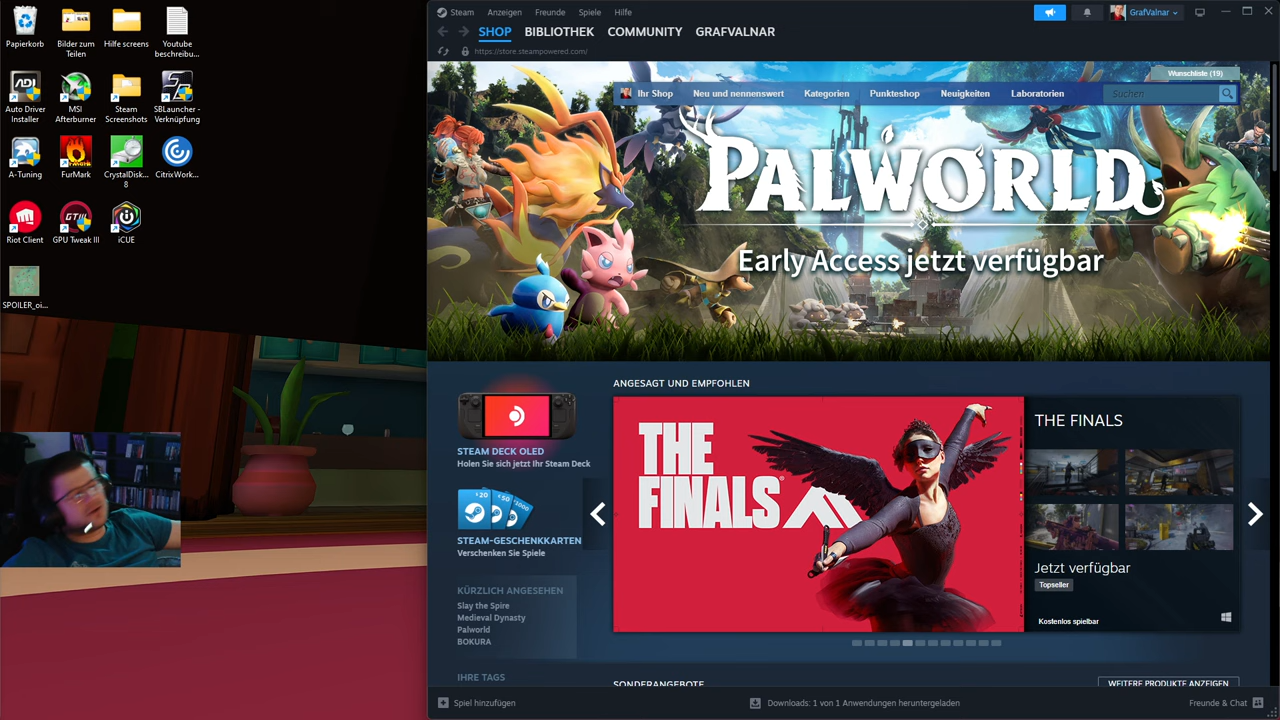 Papierkorb
Bilder zum
Teilen
Hilfe screens
Youtube
beschreibu...
Auto Driver
Installer
MSI
Afterburner
Steam
Screenshots
SBLauncher -
Verknüpfung
A-Tuning
FurMark
CrystalDisk...
8
CitrixWork...
Riot Client
GPU Tweak III
iCUE
SPOILER_oi...
Steam
Anzeigen
Freunde
Spiele
Hilfe
GrafValnar
SHOP
BIBLIOTHEK
COMMUNITY
GRAFVALNAR
https://store.steampowered.com/
Wunschliste (19)
Ihr Shop
Neu und nennenswert
Kategorien
Punkteshop
Neuigkeiten
Laboratorien
Suchen
PALWORLD
Early Access jetzt verfügbar
STEAM DECK OLED
Holen Sie sich jetzt Ihr Steam Deck
STEAM-GESCHENKKARTEN
Verschenken Sie Spiele
KÜRZLICH ANGESEHEN
Slay the Spire
Medieval Dynasty
Palworld
BOKURA
IHRE TAGS
ANGESAGT UND EMPFOHLEN
THE
FINALS
THE FINALS
Jetzt verfügbar
Topseller
Kostenlos spielbar
SONDERANGEBOTE
WEITERE PRODUKTE ANZEIGEN
Spiel hinzufügen
Downloads: 1 von 1 Anwendungen heruntergeladen
Freunde & Chat